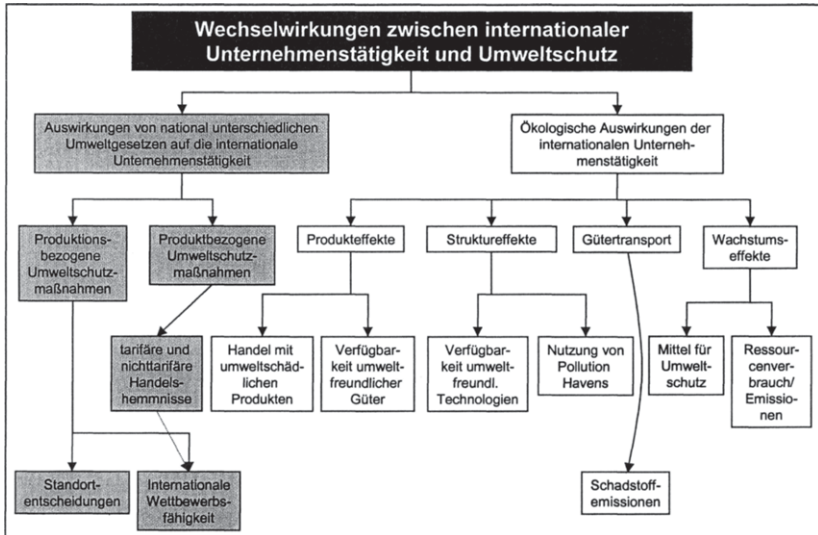 Wechselwirkungen zwischen internationaler
Unternehmenstätigkeit und Umweltschutz
Auswirkungen von national unterschiedlichen
Umweltgesetzen auf die internationale
Unternehmenstätigkeit
Ökologische Auswirkungen der
internationalen Unterneh-
menstätigkeit
Produktions-
bezogene
Umweltschutz-
maßnahmen
Produktbezogene
Umweltschutz-
maßnahmen
Produkteffekte
Struktureffekte
Gütertransport
Wachstums-
effekte
tarifäre und
nichttarifäre
Handels-
hemmnisse
Handel mit
umweltschäd-
lichen
Produkten
Verfügbar-
keit umwelt-
freundlicher
Güter
Verfügbar-
keit umwelt-
freundl.
Technologien
Nutzung von
Pollution
Havens
Mittel für
Umwelt-
schutz
Ressour-
cenver-
brauch/
Emissio-
nen
Standort-
entscheidungen
Internationale
Wettbewerbs-
fähigkeit
Schadstoff-
emissionen